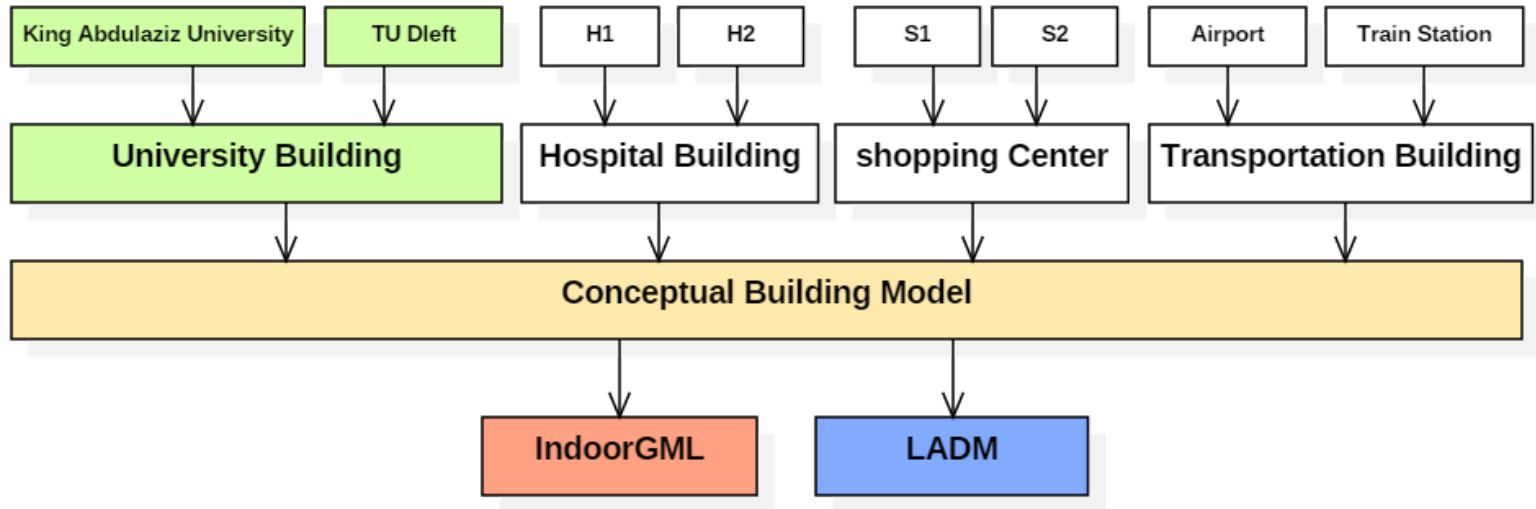 King Abdulaziz University
TU Dleft
H1
H2
S1
S2
Airport
Train Station
University Building
Hospital Building
shopping Center
Transportation Building
Conceptual Building Model
IndoorGML
LADM